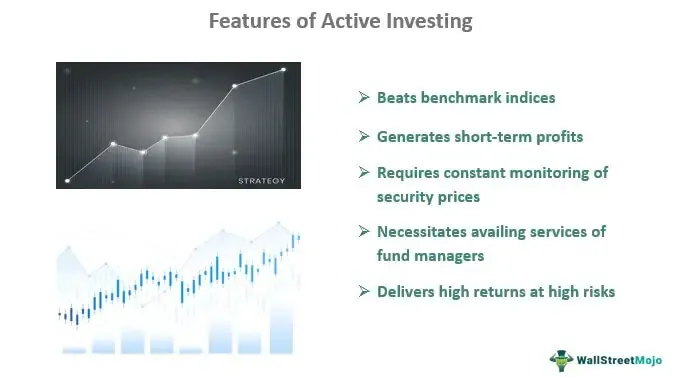 Features of Active Investing
STRATEGY
Beats benchmark indices
Generates short-term profits
Requires constant monitoring of
security prices
Necessitates availing services of
fund managers
Delivers high returns at high risks
WallStreetMojo